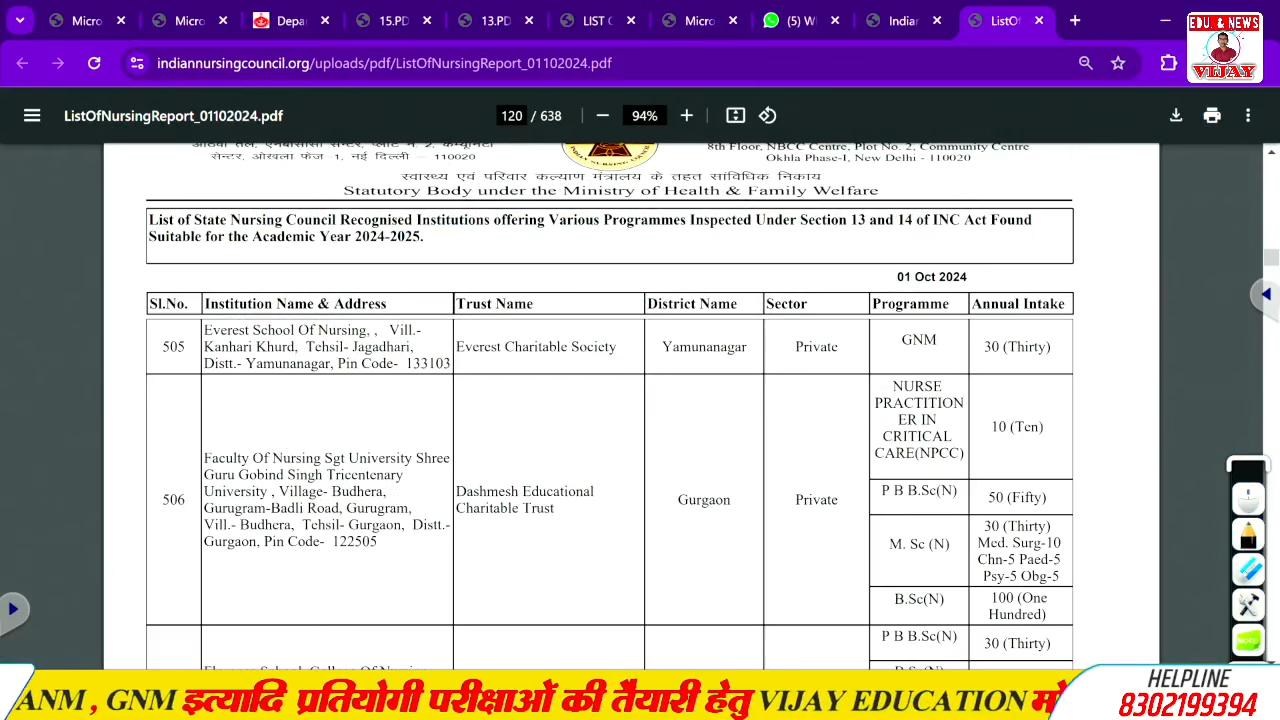 Micro
Micro
Depa
15.PD
13.PD
LIST C
Micro
(5) W
Indiar
ListOf
EDU. & NEWS
VIJAY
indiannursingcouncil.org/uploads/pdf/ListOfNursingReport_01102024.pdf
ListOfNursingReport_01102024.pdf
120 / 638
94%
8th Floor, NBCC Centre, Plot No. 2, Community Centre
सेन्टर, ओखला फेज - 1, नई दिल्ली - 110020
Okhla Phase-I, New Delhi - 110020
स्वास्थ्य एवं परिवार कल्याण मंत्रालय के तहत सांविधिक निकाय
Statutory Body under the Ministry of Health & Family Welfare
List of State Nursing Council Recognised Institutions offering Various Programmes Inspected Under Section 13 and 14 of INC Act Found
Suitable for the Academic Year 2024-2025.
01 Oct 2024
Sl.No. Institution Name & Address Trust Name District Name Sector Programme Annual Intake
505
Everest School Of Nursing, , Vill.-
Kanhari Khurd, Tehsil- Jagadhari,
Distt.- Yamunanagar, Pin Code- 133103
Everest Charitable Society
Yamunanagar
Private
GNM
30 (Thirty)
506
Faculty Of Nursing Sgt University Shree
Guru Gobind Singh Tricentenary
University , Village- Budhera,
Gurugram-Badli Road, Gurugram,
Vill.- Budhera, Tehsil- Gurgaon, Distt.-
Gurgaon, Pin Code- 122505
Dashmesh Educational
Charitable Trust
Gurgaon
Private
NURSE
PRACTITION
ER IN
CRITICAL
CARE(NPCC)
10 (Ten)
P B B.Sc(N)
50 (Fifty)
M. Sc (N)
30 (Thirty)
Med. Surg-10
Chn-5 Paed-5
Psy-5 Obg-5
B.Sc(N)
100 (One
Hundred)
P B B.Sc(N)
30 (Thirty)
ANM , GNM इत्यादि प्रतियोगी परीक्षाओं की तैयारी हेतु VIJAY EDUCATION मो
HELPLINE
8302199394